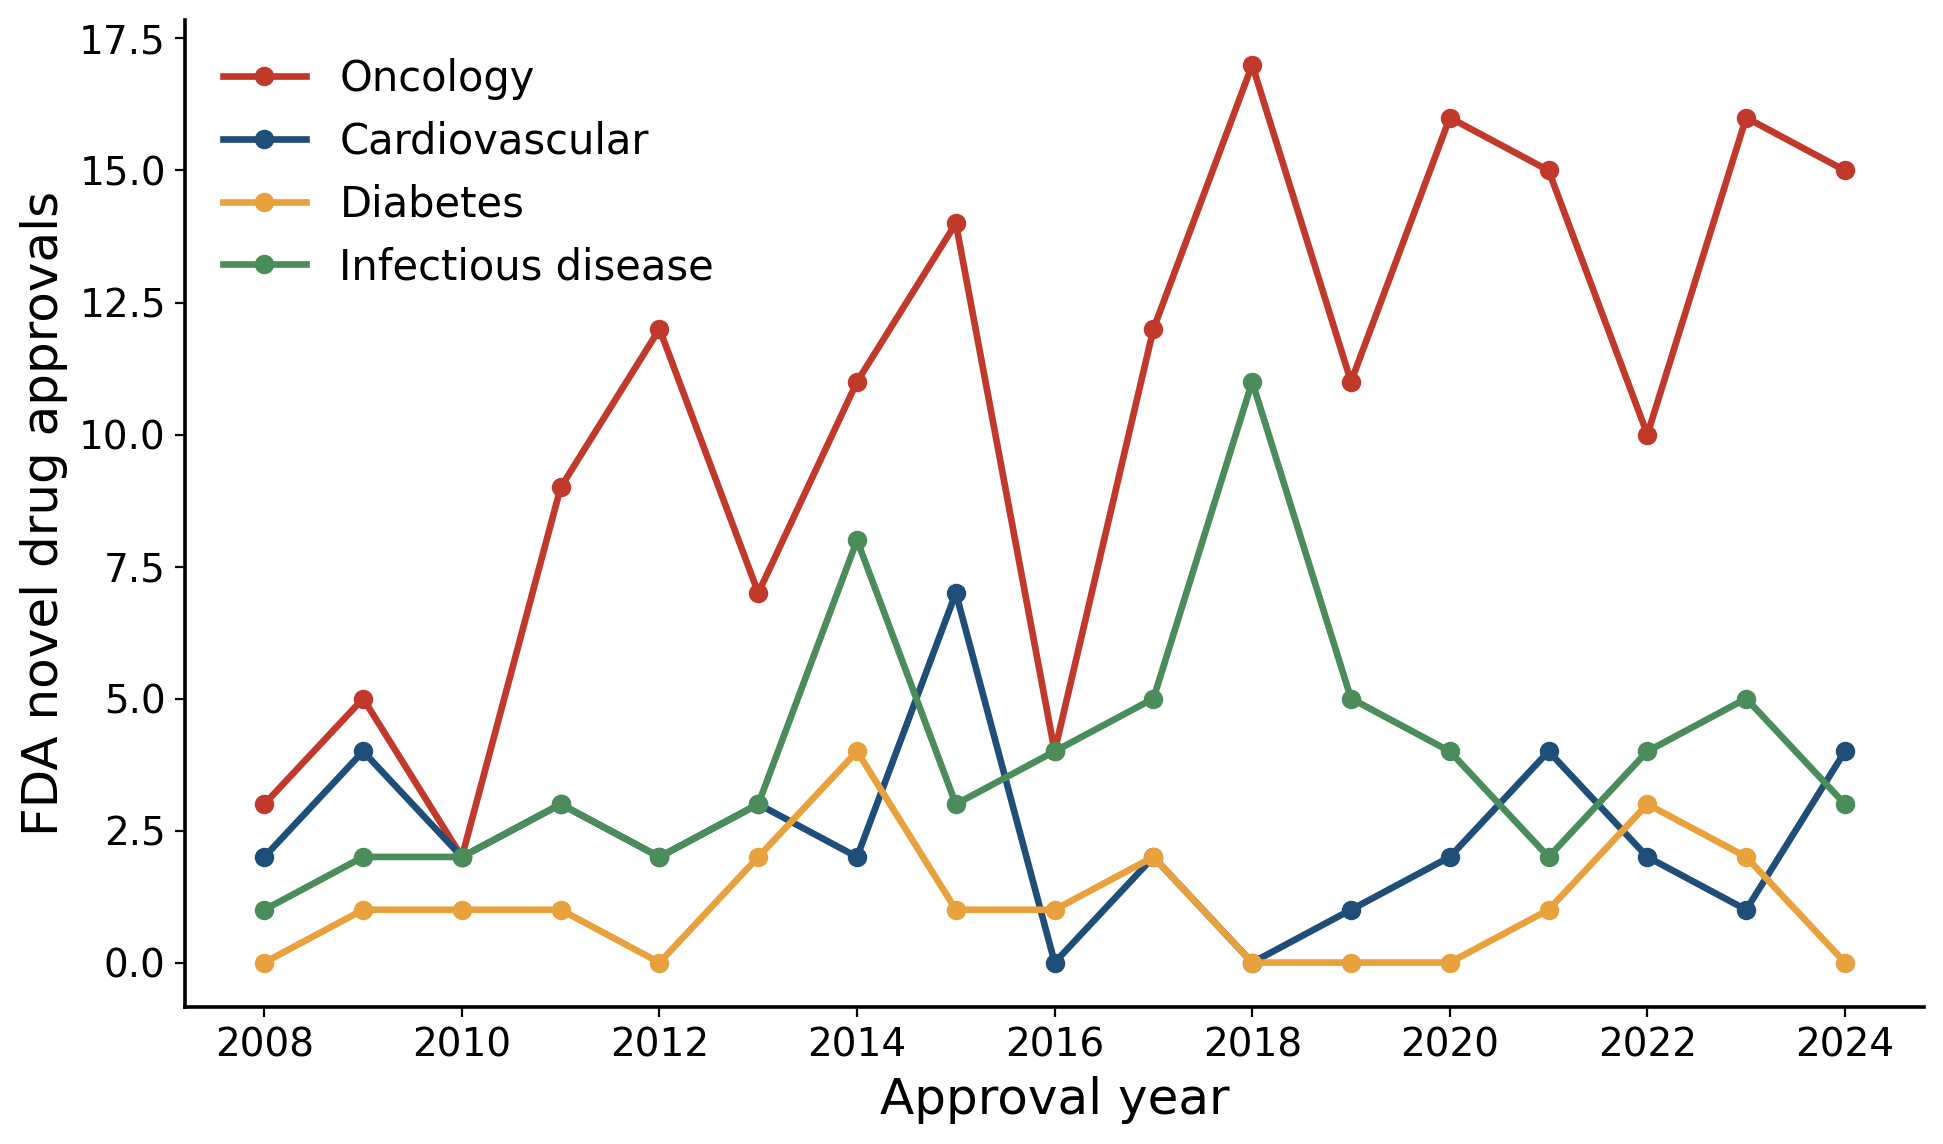 FDA novel drug approvals
17.5
15.0
12.5
10.0
7.5
5.0
2.5
0.0
Oncology
Cardiovascular
Diabetes
Infectious disease
2008 2010 2012 2014 2016 2018 2020 2022 2024
Approval year